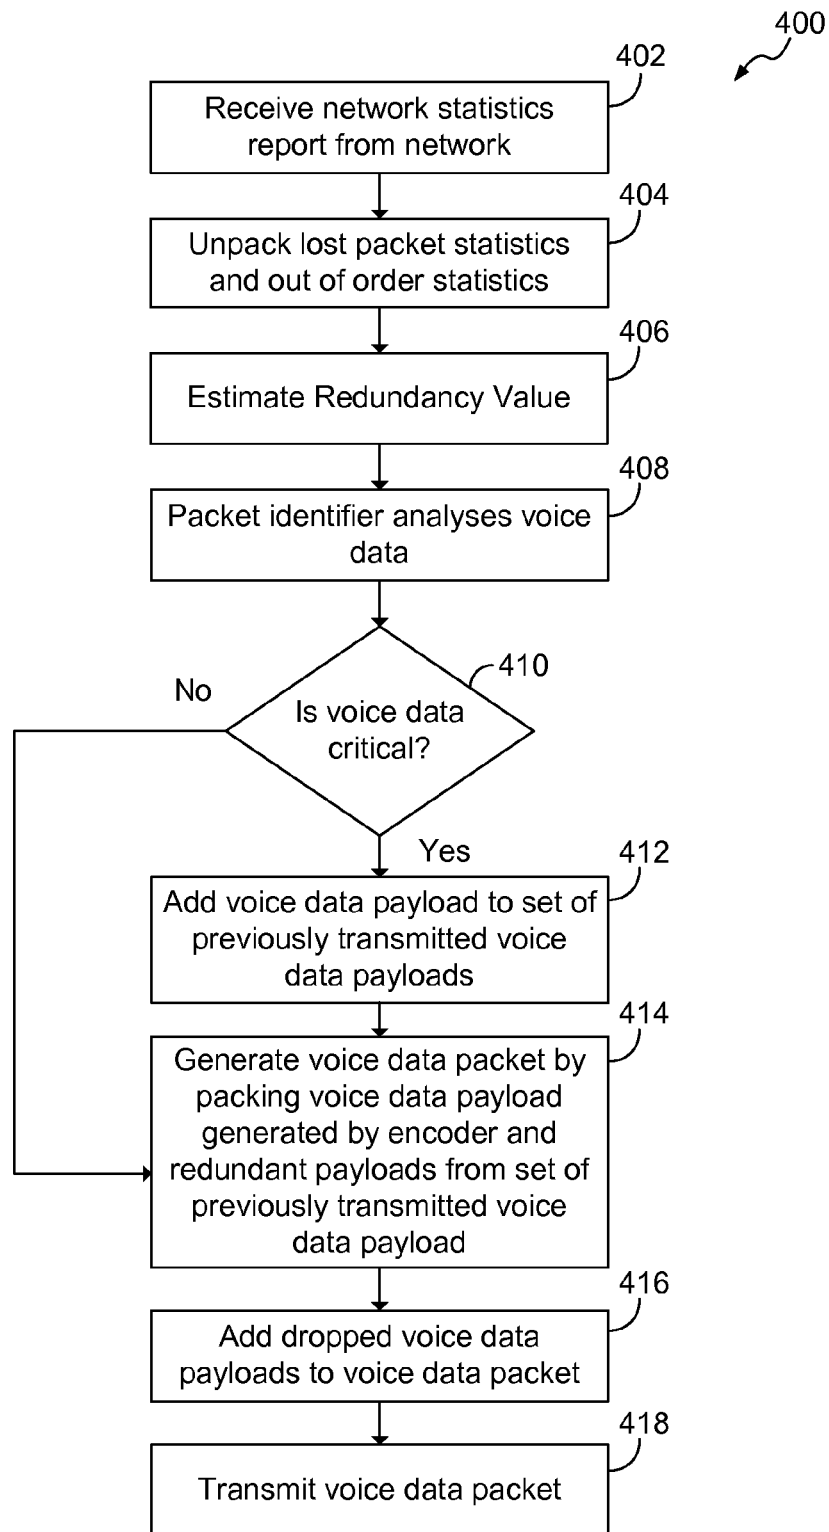 400
402
Receive network statistics
report from network
404
Unpack lost packet statistics
and out of order statistics
406
Estimate Redundancy Value
408
Packet identifier analyses voice
data
410
No
Is voice data
critical?
Yes
412
Add voice data payload to set of
previously transmitted voice
data payloads
414
Generate voice data packet by
packing voice data payload
generated by encoder and
redundant payloads from set of
previously transmitted voice
data payload
416
Add dropped voice data
payloads to voice data packet
418
Transmit voice data packet